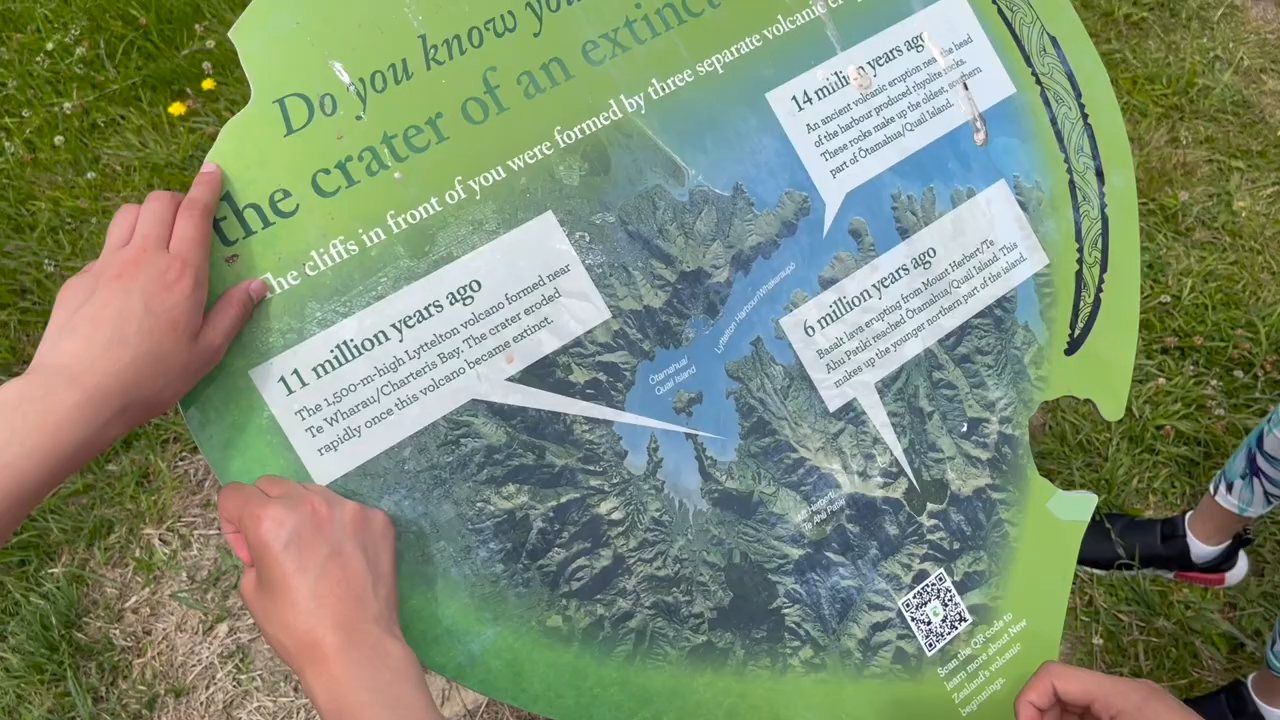 Do you know you
the crater of an extinct
The cliffs in front of you were formed by three separate volcanic
14 million years ago
An ancient volcanic eruption near the head
of the harbour produced rhyolite rocks.
These rocks make up the oldest, southern
part of Ōtamahua/Quail Island.
11 million years ago
The 1,500-m-high Lyttelton volcano formed near
Te Wharau/Charteris Bay. The crater eroded
rapidly once this volcano became extinct.
6 million years ago
Basalt lava erupting from Mount Herbert/Te
Ahu Patiki reached Ōtamahua/Quail Island. This
makes up the younger northern part of the island.
Lyttelton Harbour/Whakaraupō
Ōtamahua/
Quail Island
Mt Herbert/
Te Ahu Patiki
Scan the QR code to
learn more about New
Zealand's volcanic
beginnings.